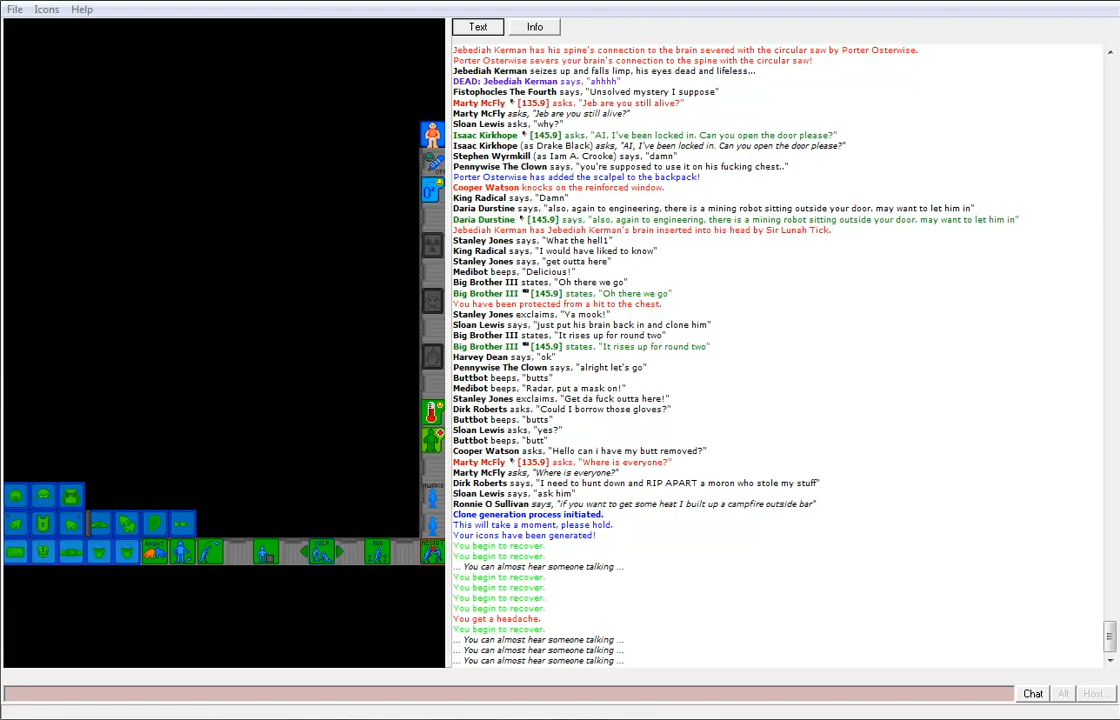 File Icons Help
Text Info
Jebediah Kerman has his spine's connection to the brain severed with the circular saw by Porter Osterwise.
Porter Osterwise severs your brain's connection to the spine with the circular saw!
Jebediah Kerman seizes up and falls limp, his eyes dead and lifeless...
DEAD: Jebediah Kerman says, "ahhhh"
Fistophocles The Fourth says, "Unsolved mystery I suppose"
Marty McFly [135.9] asks, "Jeb are you still alive?"
Marty McFly asks, "Jeb are you still alive?"
Sloan Lewis asks, "why?"
Isaac Kirkhope [145.9] asks, "AI, I've been locked in. Can you open the door please?"
Isaac Kirkhope (as Drake Black) asks, "AI, I've been locked in. Can you open the door please?"
Stephen Wyrmkill (as Iam A. Crooke) says, "damn"
Pennywise The Clown says, "you're supposed to use it on his fucking chest.."
Porter Osterwise has added the scalpel to the backpack!
Cooper Watson knocks on the reinforced window.
King Radical says, "Damn"
Daria Durstine says, "also, again to engineering, there is a mining robot sitting outside your door. may want to let him in"
Daria Durstine [145.9] says, "also, again to engineering, there is a mining robot sitting outside your door. may want to let him in"
Jebediah Kerman has Jebediah Kerman's brain inserted into his head by Sir Lunah Tick.
Stanley Jones says, "What the hell1"
King Radical says, "I would have liked to know"
Stanley Jones says, "get outta here"
Medibot beeps, "Delicious!"
Big Brother III states, "Oh there we go"
Big Brother III [145.9] states, "Oh there we go"
You have been protected from a hit to the chest.
Stanley Jones exclaims, "Ya mook!"
Sloan Lewis says, "just put his brain back in and clone him"
Big Brother III states, "It rises up for round two"
Big Brother III [145.9] states, "It rises up for round two"
Harvey Dean says, "ok"
Pennywise The Clown says, "alright let's go"
Buttbot beeps, "butts"
Medibot beeps, "Radar, put a mask on!"
Stanley Jones exclaims, "Get da fuck outta here!"
Dirk Roberts asks, "Could I borrow those gloves?"
Buttbot beeps, "butts"
Sloan Lewis asks, "yes?"
Buttbot beeps, "butt"
Cooper Watson asks, "Hello can i have my butt removed?"
Marty McFly [135.9] asks, "Where is everyone?"
Marty McFly asks, "Where is everyone?"
Dirk Roberts says, "I need to hunt down and RIP APART a moron who stole my stuff"
Sloan Lewis says, "ask him"
Ronnie O Sullivan says, "if you want to get some heat I built up a campfire outside bar"
Clone generation process initiated.
This will take a moment, please hold.
Your icons have been generated!
You begin to recover.
You begin to recover.
... You can almost hear someone talking ...
You begin to recover.
You begin to recover.
You begin to recover.
You begin to recover.
You get a headache.
You begin to recover.
... You can almost hear someone talking ...
... You can almost hear someone talking ...
... You can almost hear someone talking ...
OFF
0²
AWAKE
RIGHT HELP RUN RESIST
Chat Alt Host...